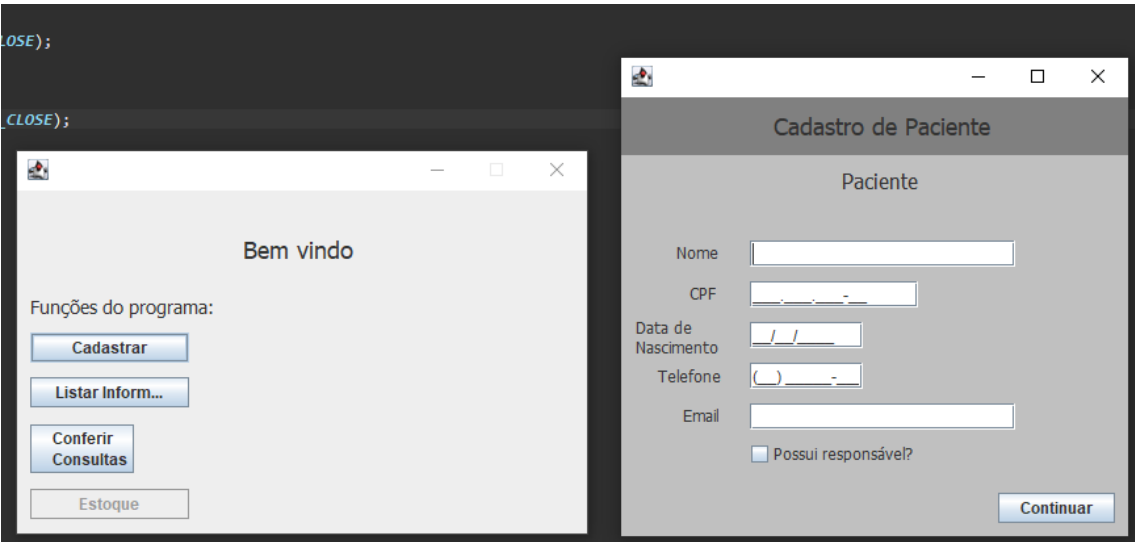 LOSE);
_CLOSE);
Bem vindo
Funções do programa:
Cadastrar
Listar Inform...
Conferir
Consultas
Estoque
Cadastro de Paciente
Paciente
Nome
CPF
___.___.___-__
Data de
Nascimento
__/__/____
Telefone
(__) _____-___
Email
Possui responsável?
Continuar